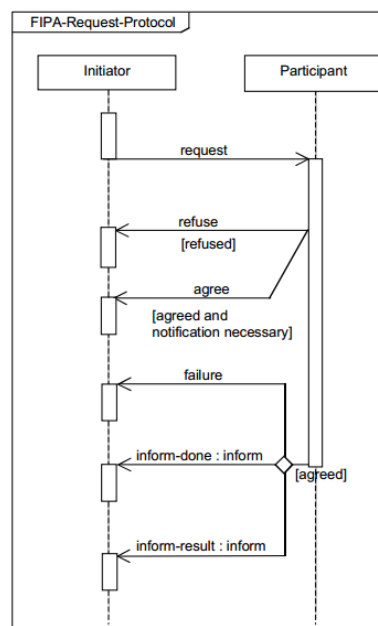 FIPA-Request-Protocol
Initiator
Participant
request
refuse
[refused]
agree
[agreed and
notification necessary]
failure
inform-done : inform
[agreed]
inform-result : inform